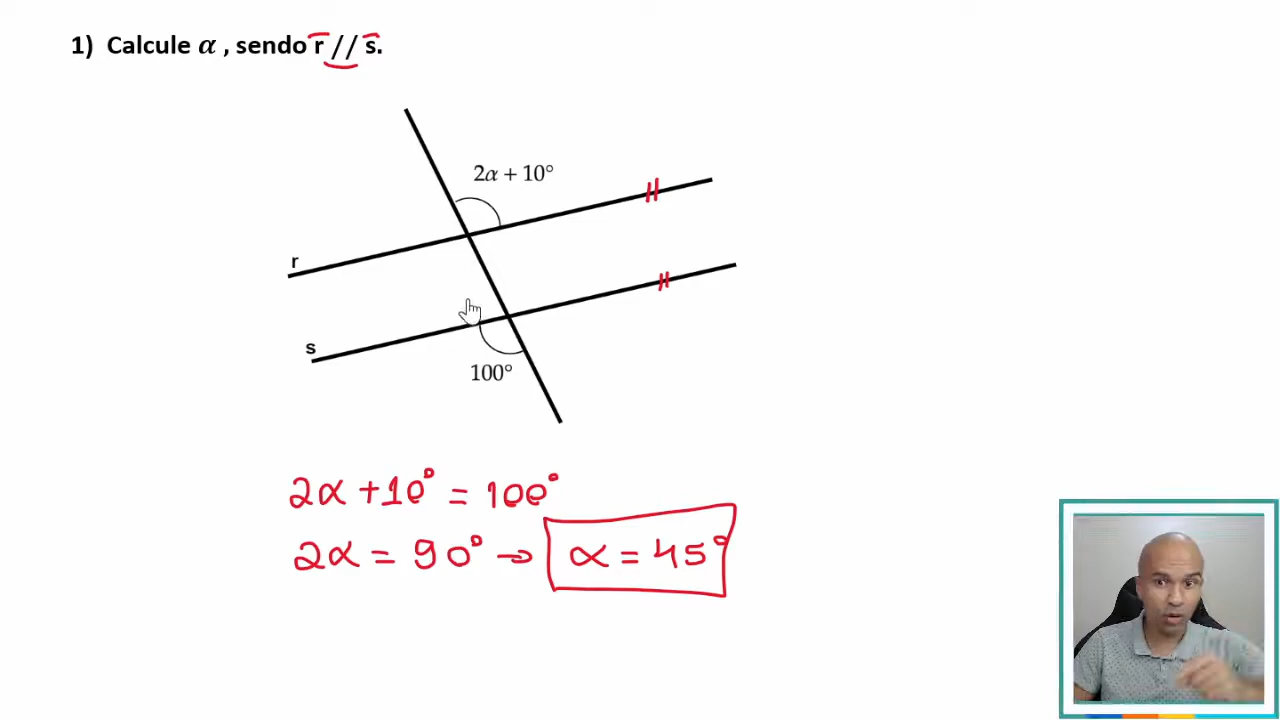 1) Calcule α , sendo r // s.
2α + 10°
r
s
100°
2α + 10° = 100°
2α = 90° → α = 45°